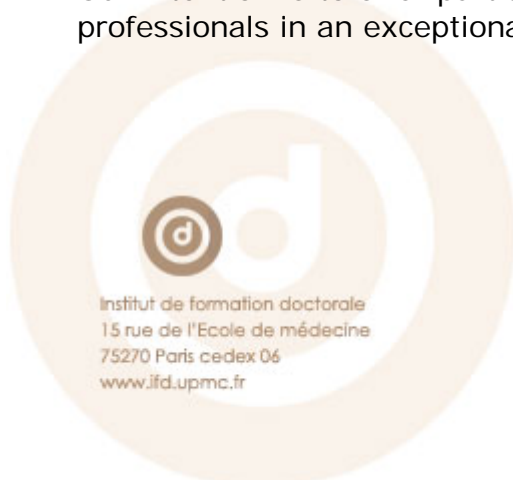 professionals in an exceptiona
d
Institut de formation doctorale
15 rue de l'Ecole de médecine
75270 Paris cedex 06
www.ifd.upmc.fr